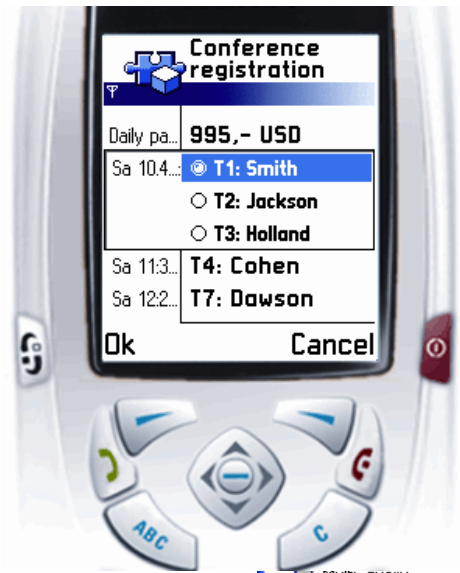 Conference
registration
Daily pa... 995,- USD
Sa 10.4...: T1: Smith
T2: Jackson
T3: Holland
Sa 11:3... T4: Cohen
Sa 12:2... T7: Dawson
Ok Cancel
ABC
C